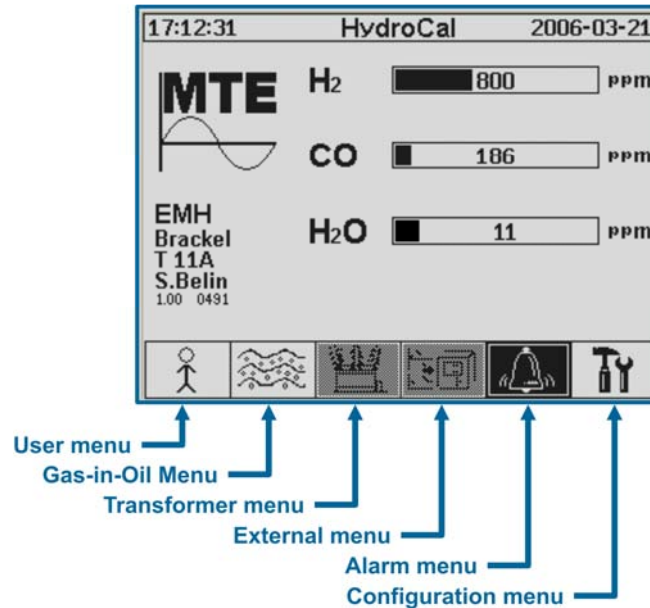 17:12:31 HydroCal 2006-03-21
MTE
H₂ 800 ppm
CO 186 ppm
H₂O 11 ppm
EMH
Brackel
T 11A
S.Belin
1.00 0491
User menu
Gas-in-Oil Menu
Transformer menu
External menu
Alarm menu
Configuration menu